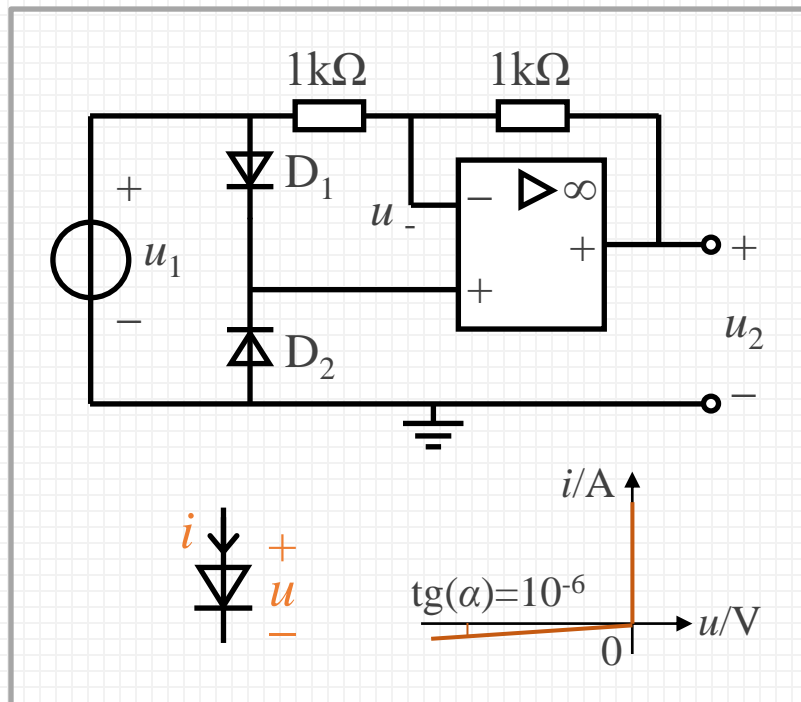 1kΩ 1kΩ
D₁
+ u₁ −
u₋
− ▷ ∞
+
+
+ u₂ −
D₂
i + u −
i/A
tg(α)=10⁻⁶
u/V
0